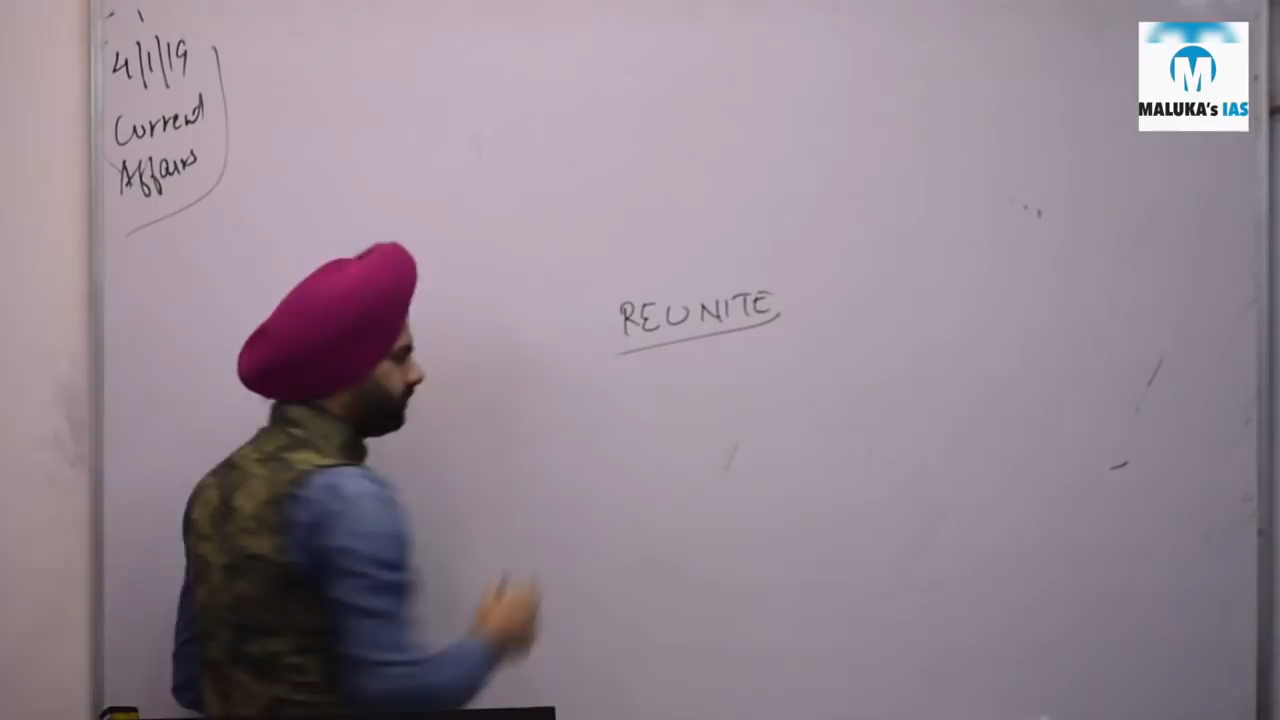 4/1/19
Current
Affairs
REUNITE
M
MALUKA's IAS